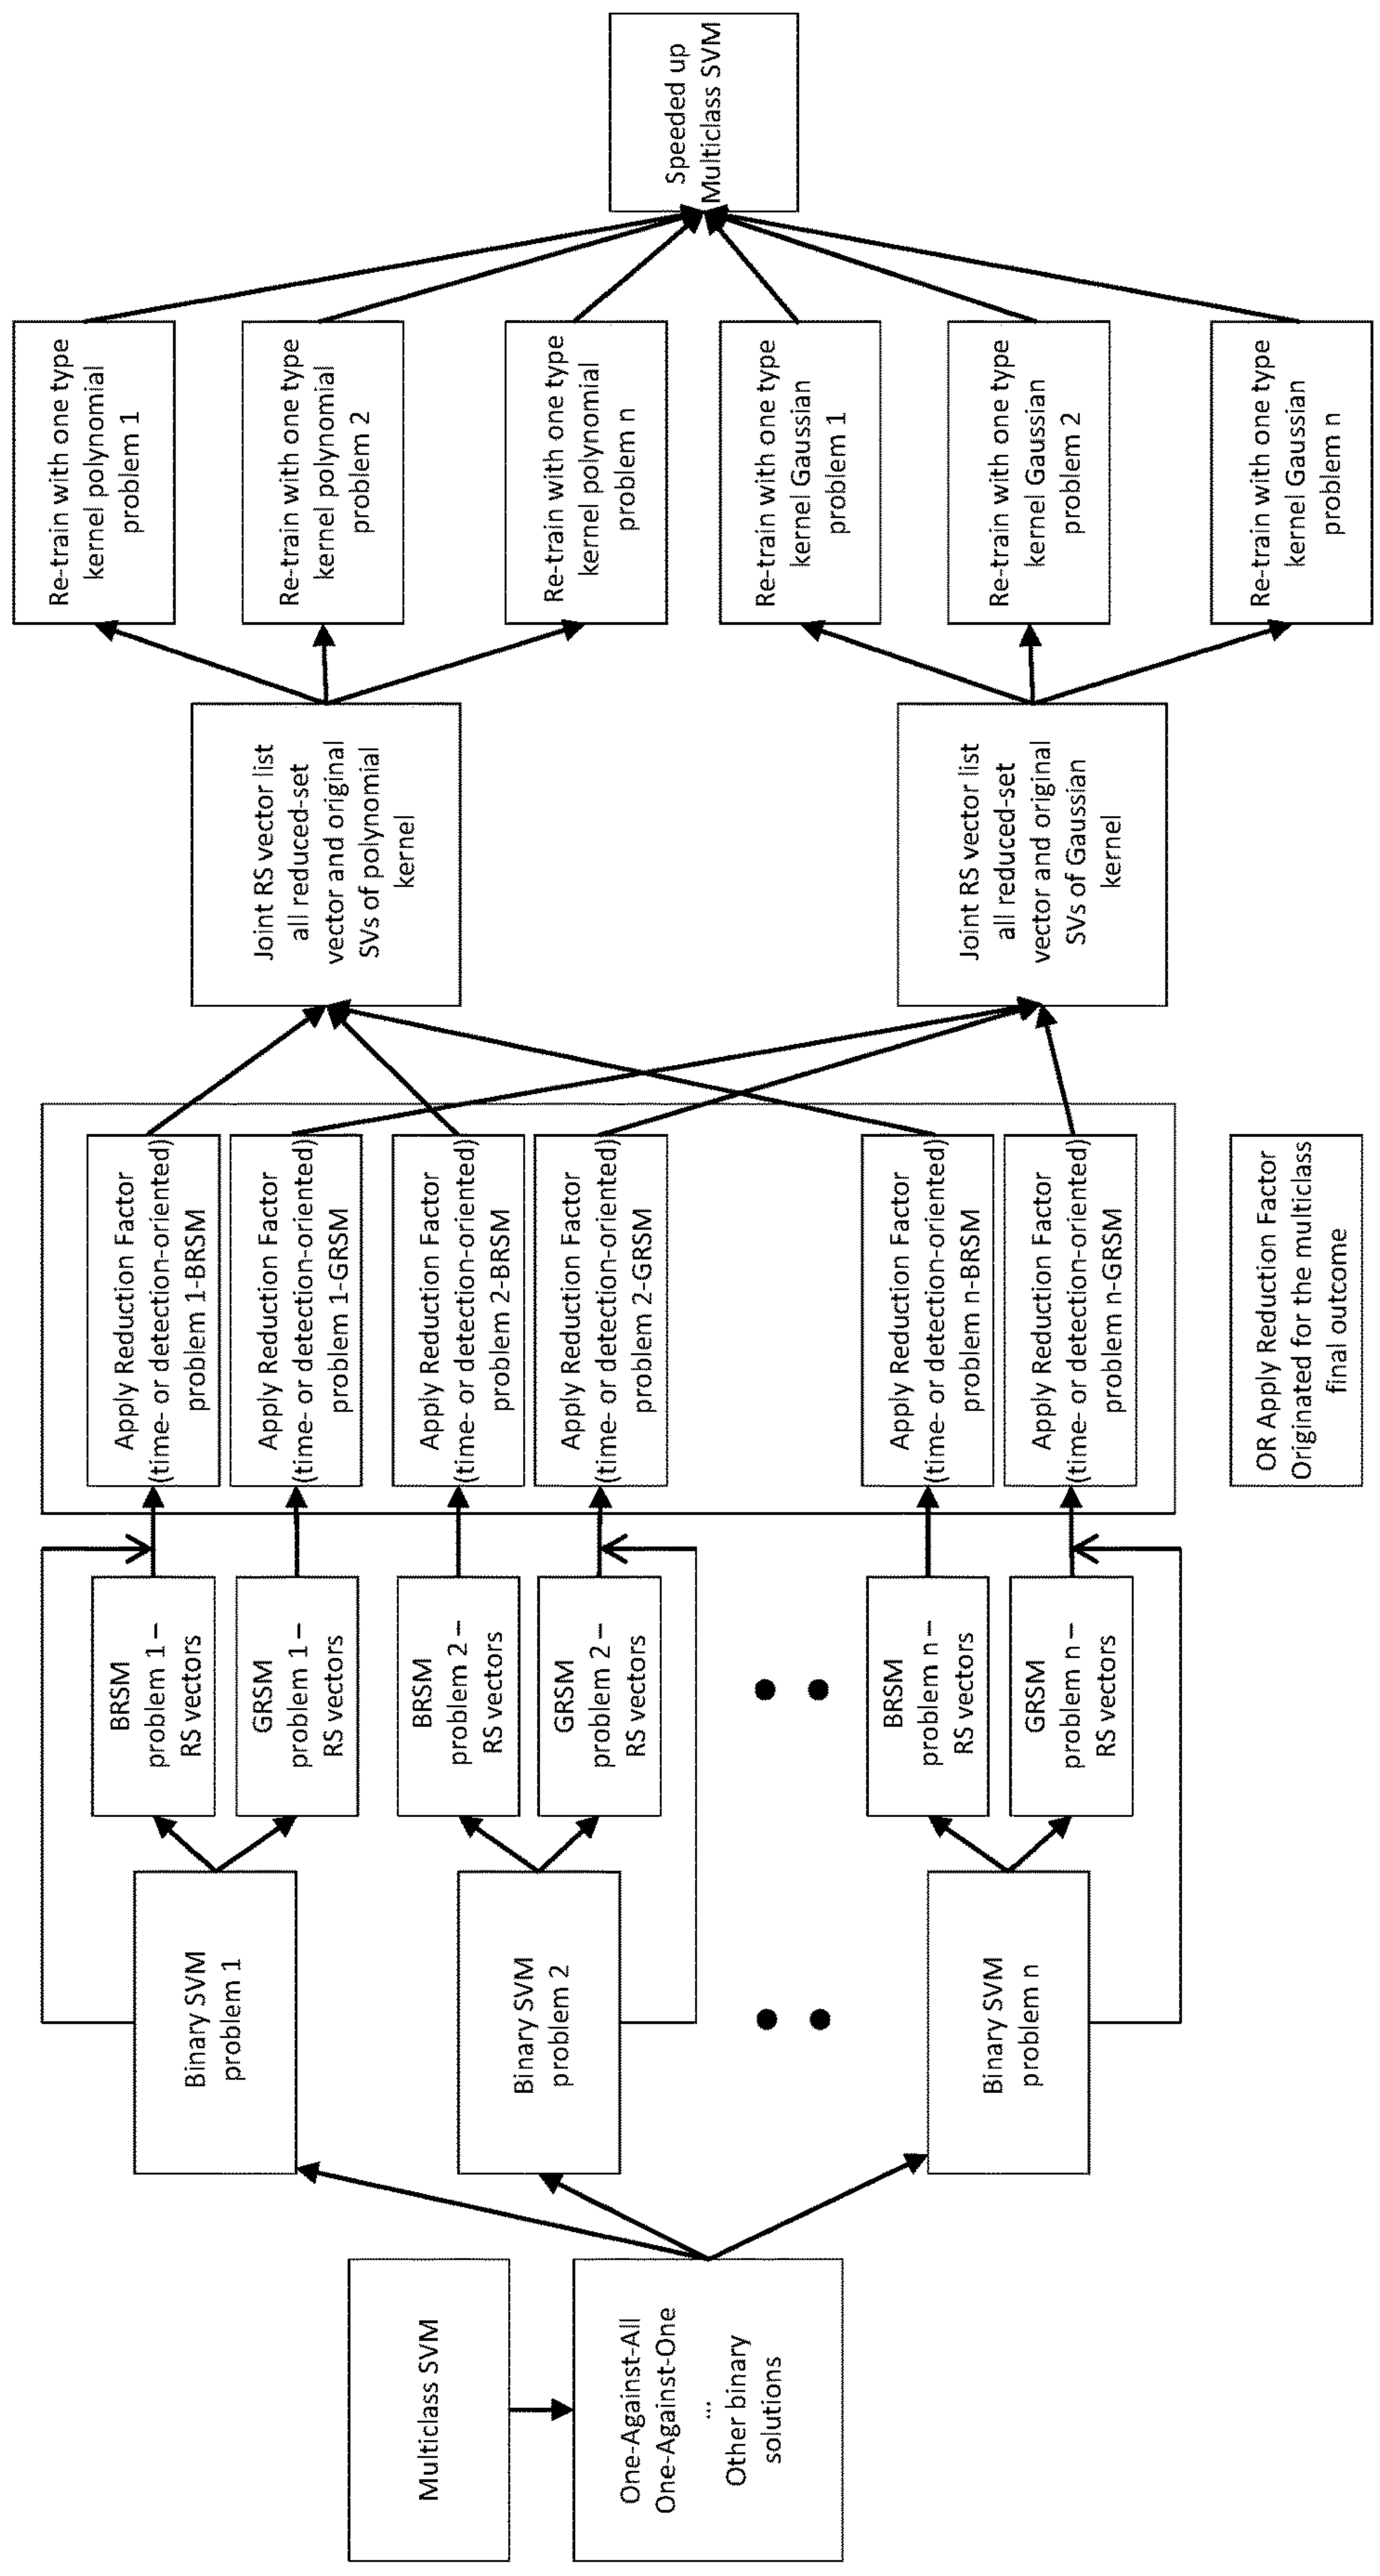 Multiclass SVM
One-Against-All
One-Against-One
...
Other binary
solutions
Binary SVM
problem 1
Binary SVM
problem 2
Binary SVM
problem n
BRSM
problem 1–
RS vectors
GRSM
problem 1–
RS vectors
BRSM
problem 2–
RS vectors
GRSM
problem 2–
RS vectors
BRSM
problem n–
RS vectors
GRSM
problem n–
RS vectors
Apply Reduction Factor
(time- or detection-oriented)
problem 1-BRSM
Apply Reduction Factor
(time- or detection-oriented)
problem 1-GRSM
Apply Reduction Factor
(time- or detection-oriented)
problem 2-BRSM
Apply Reduction Factor
(time- or detection-oriented)
problem 2-GRSM
Apply Reduction Factor
(time- or detection-oriented)
problem n-BRSM
Apply Reduction Factor
(time- or detection-oriented)
problem n-GRSM
OR Apply Reduction Factor
Originated for the multiclass
final outcome
Joint RS vector list
all reduced-set
vector and original
SVs of polynomial
kernel
Joint RS vector list
all reduced-set
vector and original
SVs of Gaussian
kernel
Re-train with one type
kernel polynomial
problem 1
Re-train with one type
kernel polynomial
problem 2
Re-train with one type
kernel polynomial
problem n
Re-train with one type
kernel Gaussian
problem 1
Re-train with one type
kernel Gaussian
problem 2
Re-train with one type
kernel Gaussian
problem n
Speeded up
Multiclass SVM